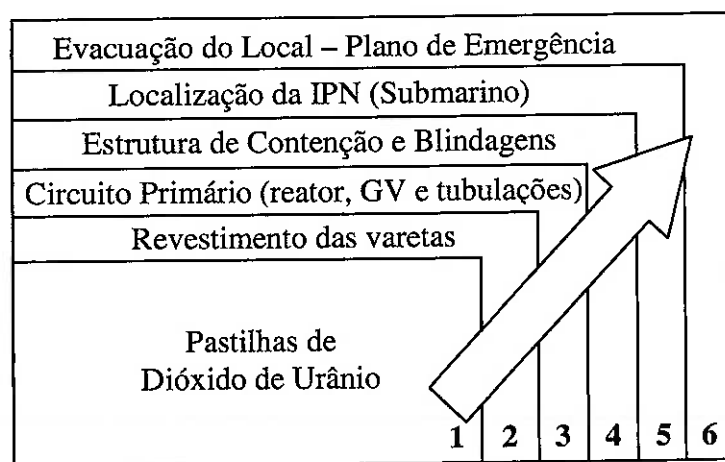 Evacuação do Local – Plano de Emergência
Localização da IPN (Submarino)
Estrutura de Contenção e Blindagens
Circuito Primário (reator, GV e tubulações)
Revestimento das varetas
Pastilhas de
Dióxido de Urânio
1 2 3 4 5 6